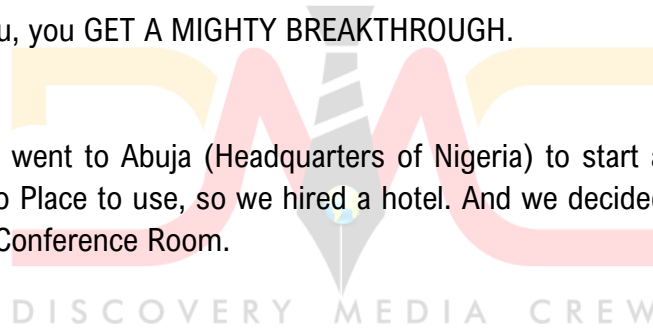 u, you GET A MIGHTY BREAKTHROUGH.
went to Abuja (Headquarters of Nigeria) to start a
o Place to use, so we hired a hotel. And we decided
Conference Room.
DISCOVERY MEDIA CREW